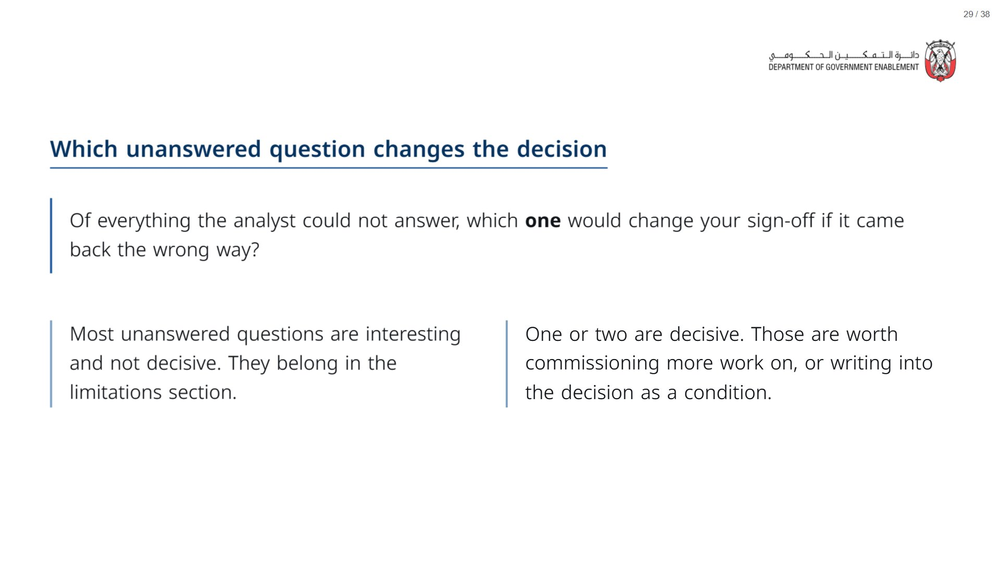 29 / 38
دائرة التمكين الحكومي
DEPARTMENT OF GOVERNMENT ENABLEMENT
Which unanswered question changes the decision
Of everything the analyst could not answer, which one would change your sign-off if it came
back the wrong way?
Most unanswered questions are interesting
and not decisive. They belong in the
limitations section.
One or two are decisive. Those are worth
commissioning more work on, or writing into
the decision as a condition.